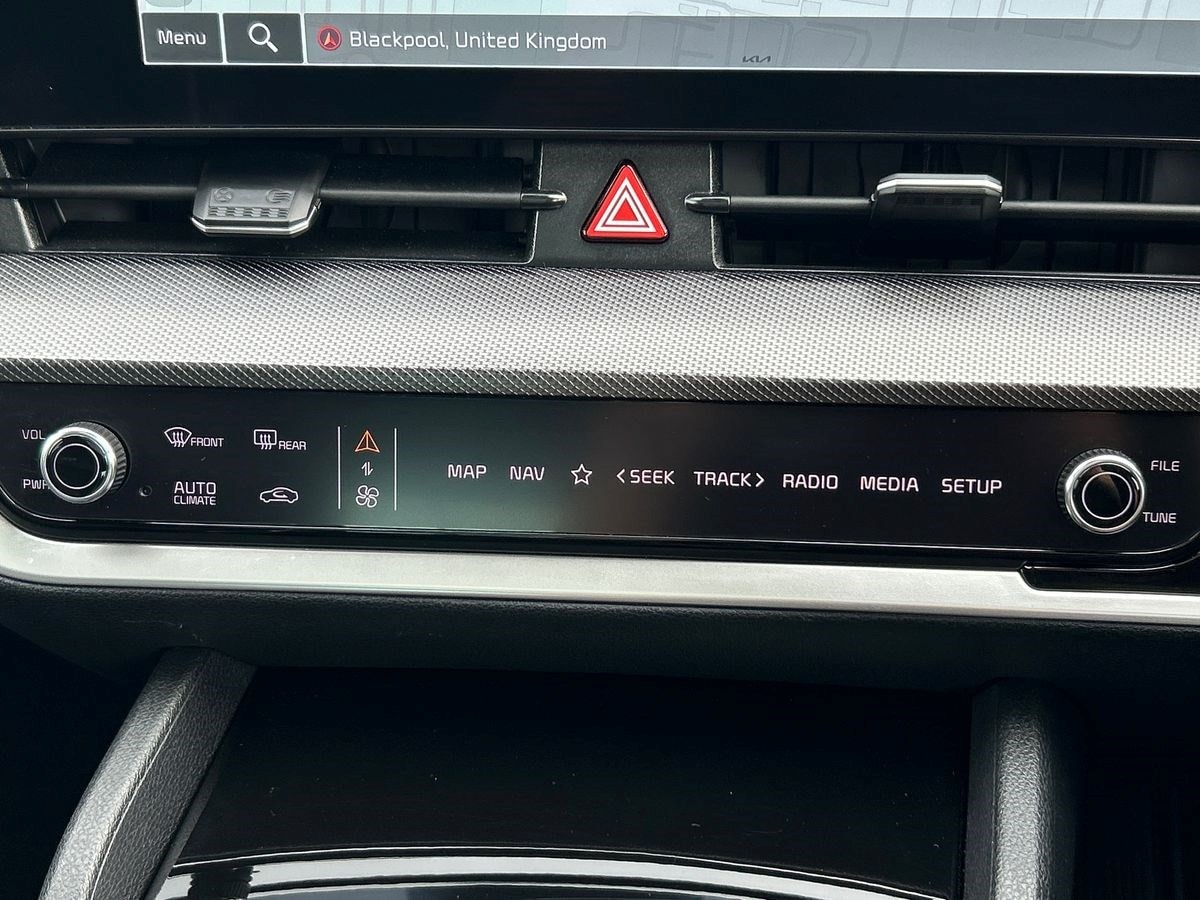 Menu
Blackpool, United Kingdom
KIA
VOL
PWR
FRONT
REAR
AUTO
CLIMATE
MAP
NAV
< SEEK
TRACK >
RADIO
MEDIA
SETUP
FILE
TUNE